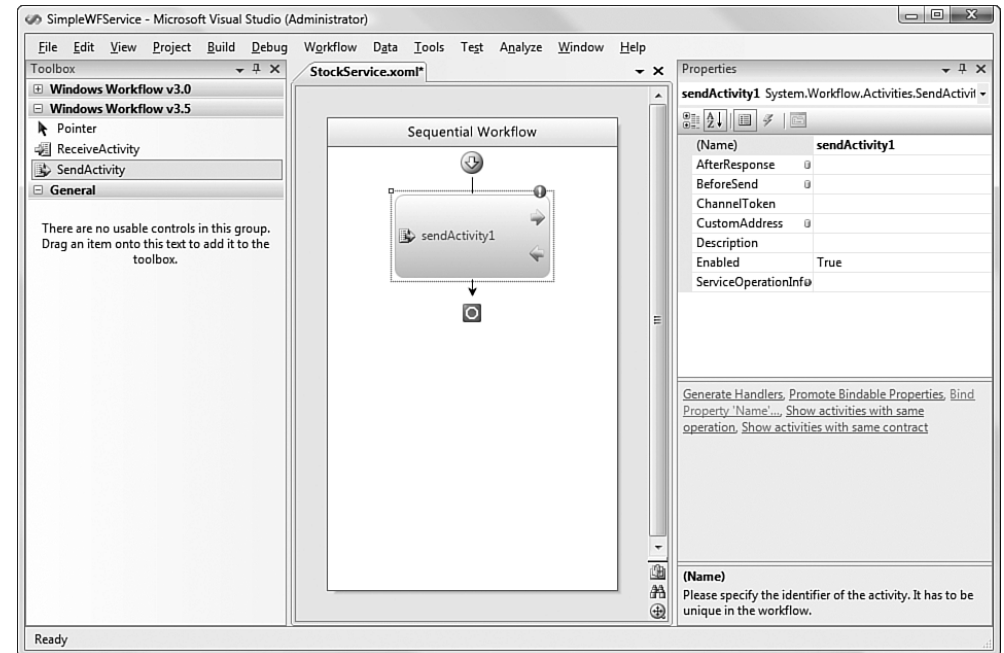 SimpleWFService - Microsoft Visual Studio (Administrator)
File Edit View Project Build Debug Workflow Data Tools Test Analyze Window Help
Toolbox
Windows Workflow v3.0
Windows Workflow v3.5
Pointer
ReceiveActivity
SendActivity
General
There are no usable controls in this group.
Drag an item onto this text to add it to the
toolbox.
StockService.xoml*
Sequential Workflow
sendActivity1
Properties
sendActivity1 System.Workflow.Activities.SendActivit
(Name) sendActivity1
AfterResponse
BeforeSend
ChannelToken
CustomAddress
Description
Enabled True
ServiceOperationInfo
Generate Handlers, Promote Bindable Properties, Bind
Property 'Name'..., Show activities with same
operation, Show activities with same contract
(Name)
Please specify the identifier of the activity. It has to be
unique in the workflow.
Ready